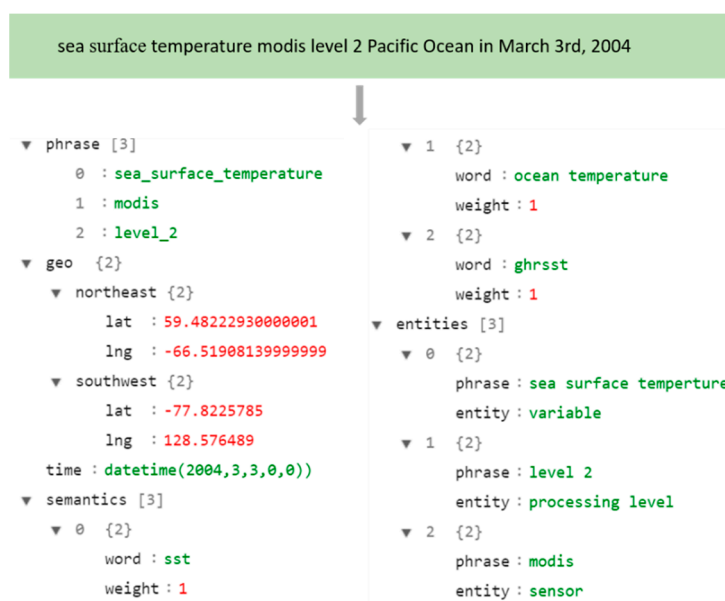 sea surface temperature modis level 2 Pacific Ocean in March 3rd, 2004
▼ phrase [3]
0 : sea_surface_temperature
1 : modis
2 : level_2
▼ geo {2}
▼ northeast {2}
lat : 59.48222930000001
lng : -66.51908139999999
▼ southwest {2}
lat : -77.8225785
lng : 128.576489
time : datetime(2004,3,3,0,0))
▼ semantics [3]
▼ 0 {2}
word : sst
weight : 1
▼ 1 {2}
word : ocean temperature
weight : 1
▼ 2 {2}
word : ghrsst
weight : 1
▼ entities [3]
▼ 0 {2}
phrase : sea surface temperture
entity : variable
▼ 1 {2}
phrase : level 2
entity : processing level
▼ 2 {2}
phrase : modis
entity : sensor